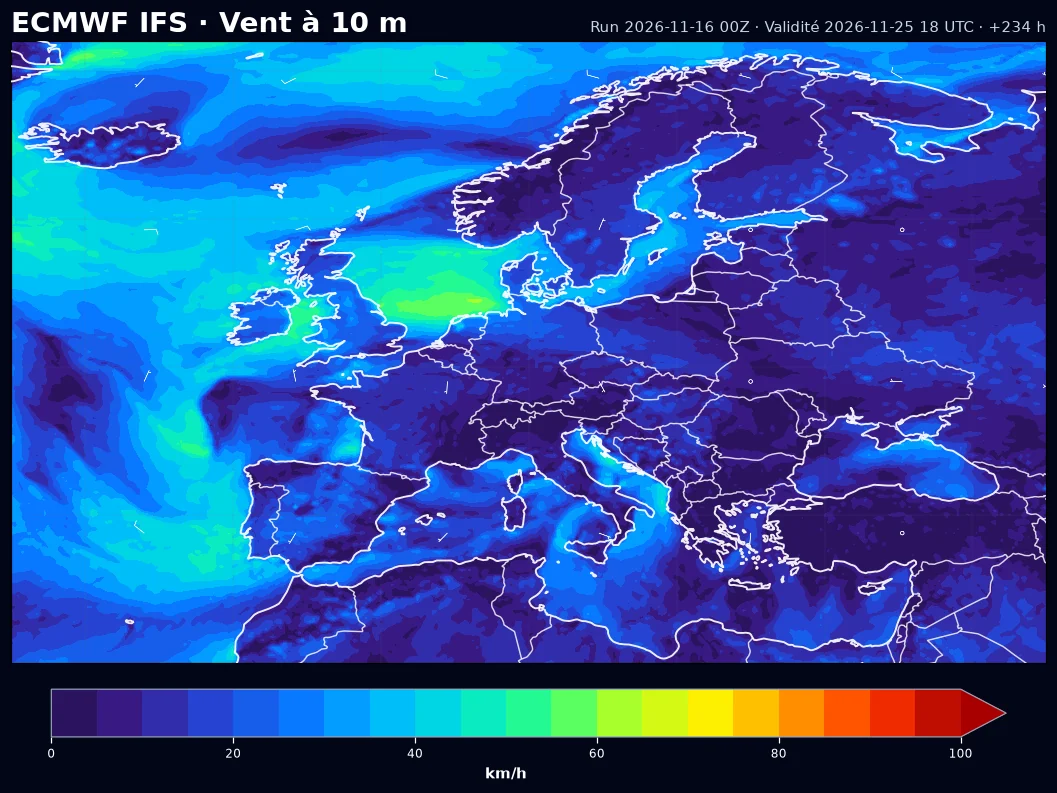 ECMWF IFS · Vent à 10 m
Run 2026-11-16 00Z · Validité 2026-11-25 18 UTC · +234 h
0 20 40 60 80 100
km/h